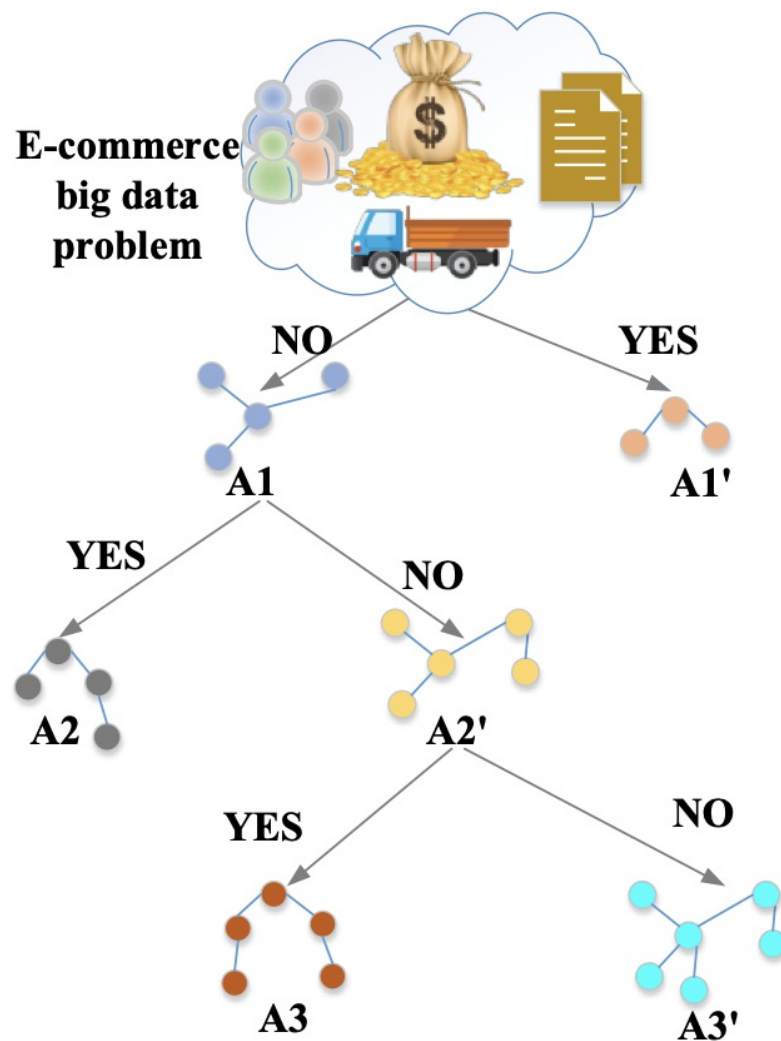 E-commerce
big data
problem
$
NO
YES
A1
A1'
YES
NO
A2
A2'
YES
NO
A3
A3'